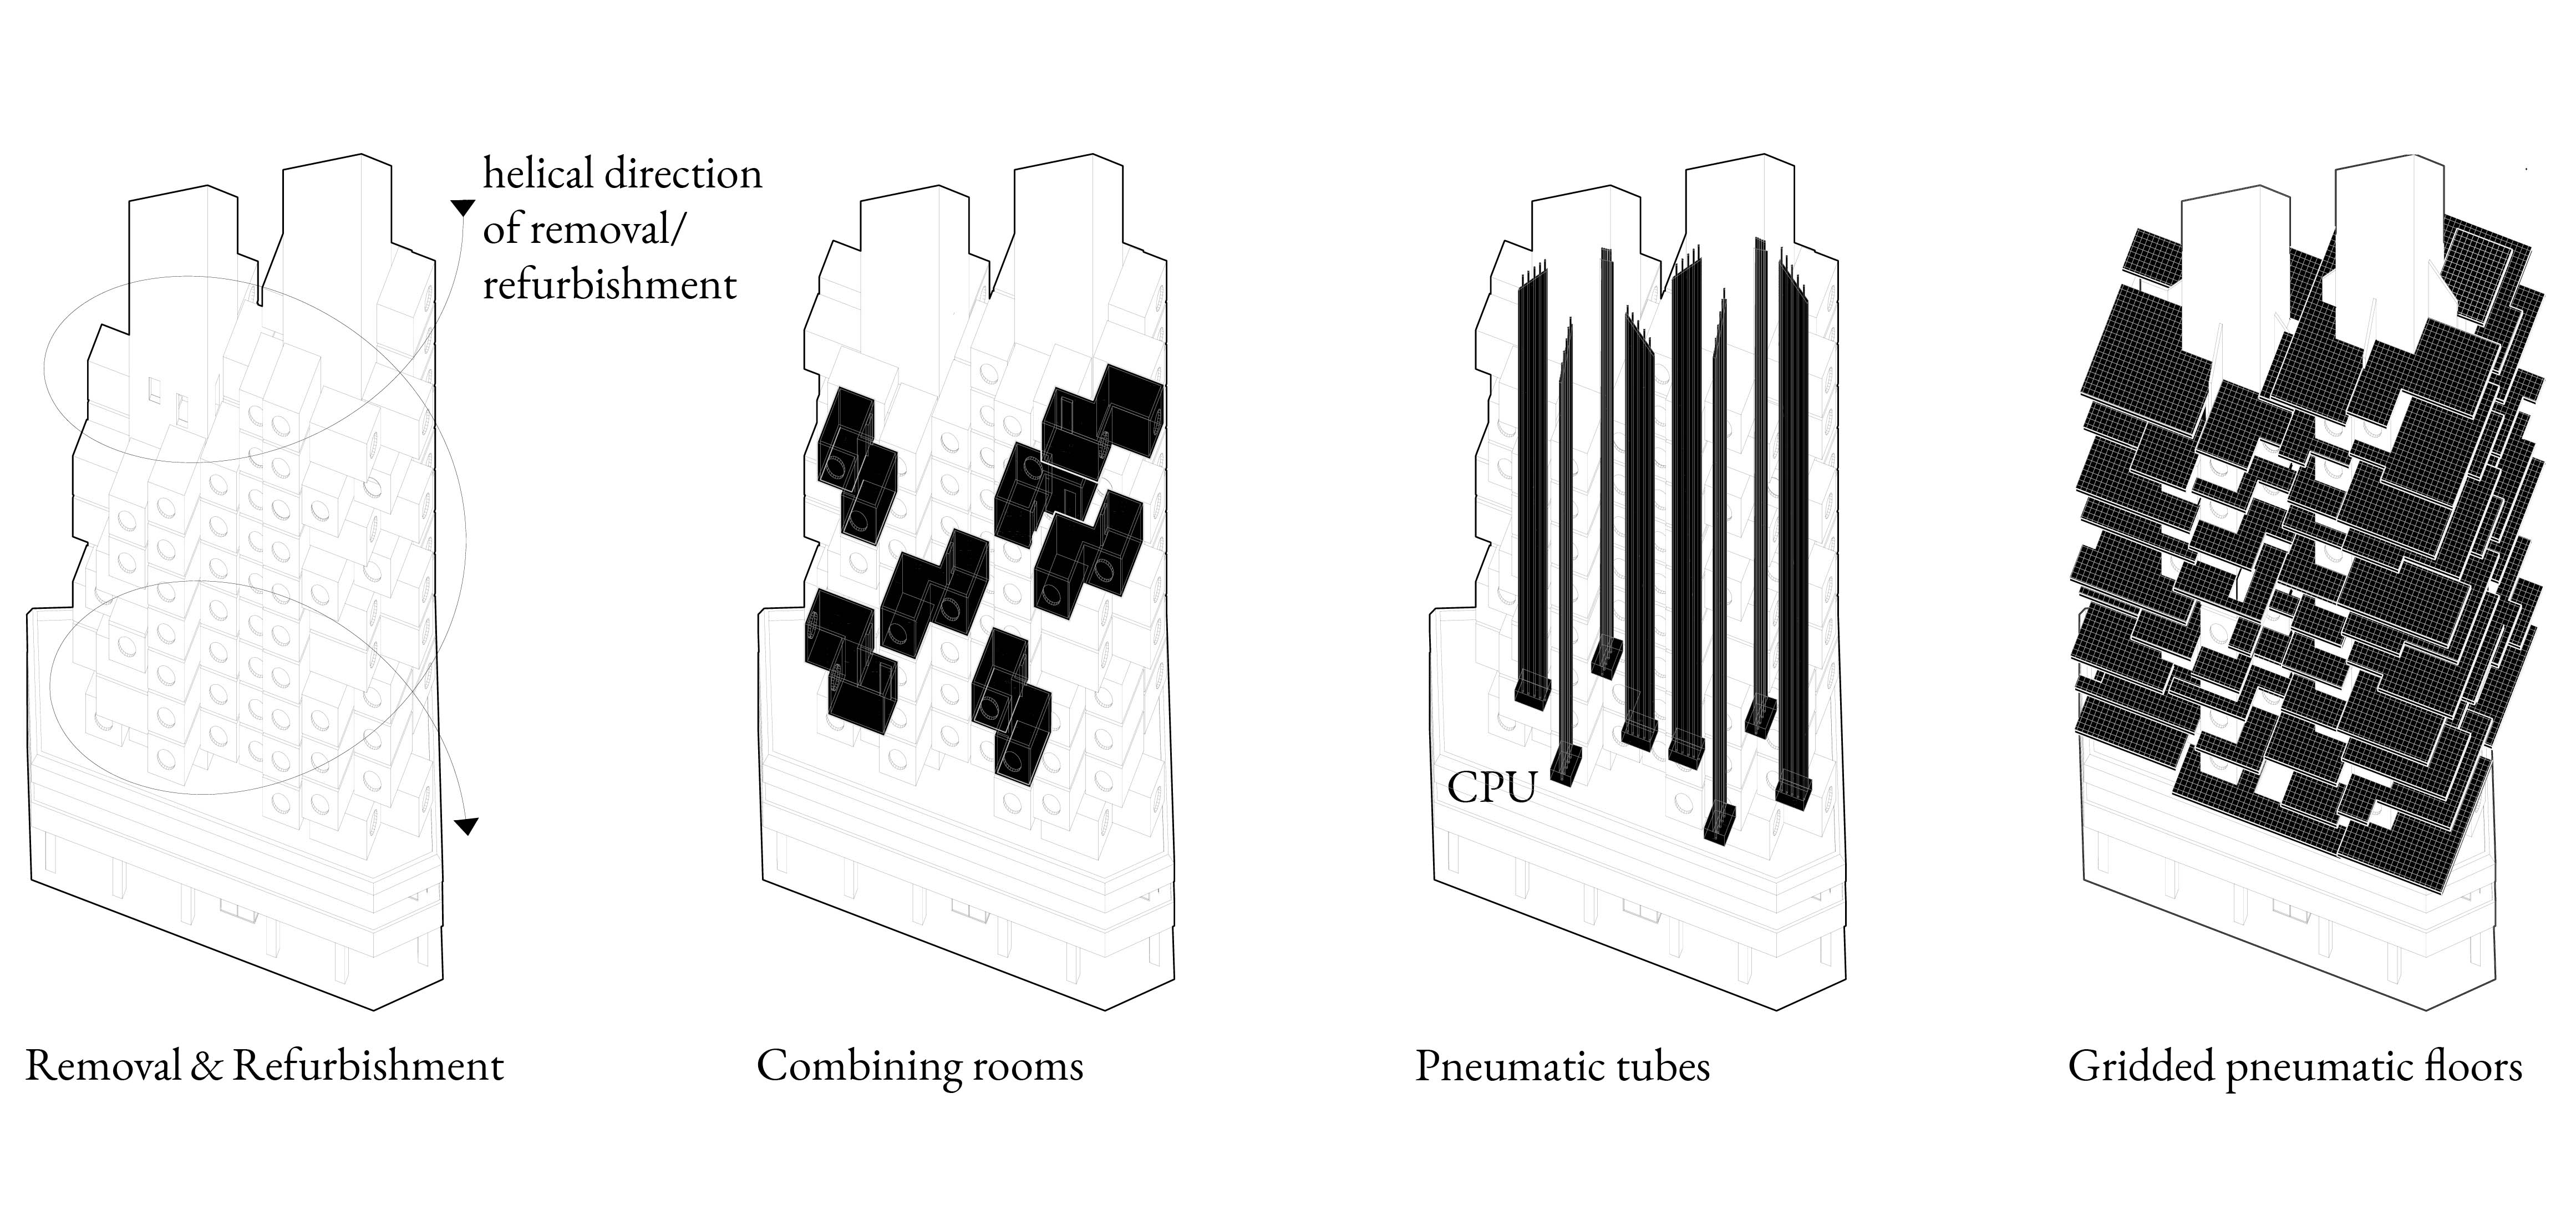 helical direction
of removal/
refurbishment
CPU
Removal & Refurbishment
Combining rooms
Pneumatic tubes
Gridded pneumatic floors